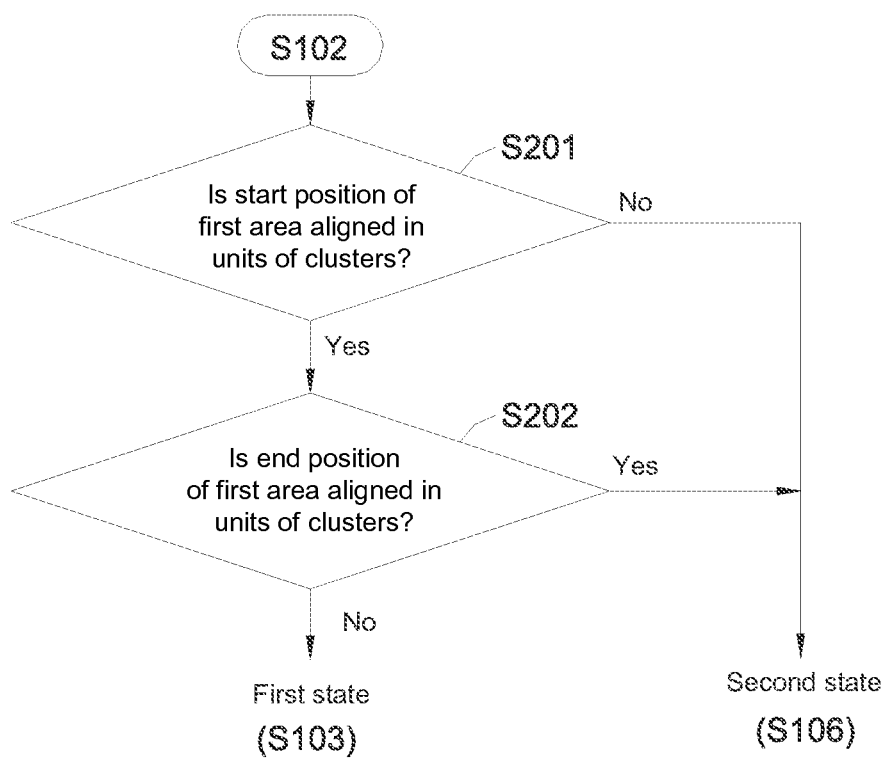 S102
S201
Is start position of
first area aligned in
units of clusters?
No
Yes
S202
Is end position
of first area aligned in
units of clusters?
Yes
No
First state
(S103)
Second state
(S106)